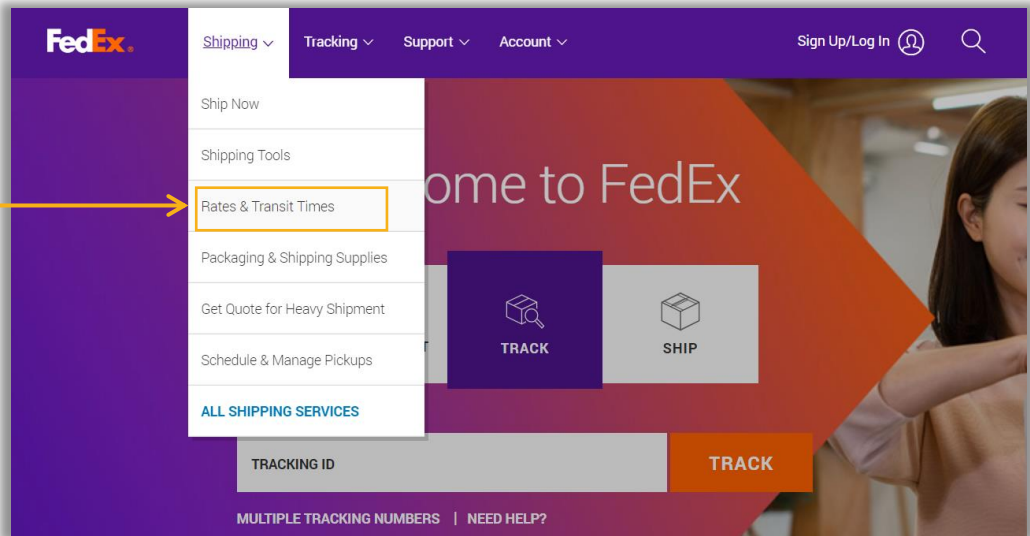 FedEx®
Shipping Tracking Support Account Sign Up/Log In
Ship Now
Shipping Tools
Rates & Transit Times
Packaging & Shipping Supplies
Get Quote for Heavy Shipment
Schedule & Manage Pickups
ALL SHIPPING SERVICES
ome to FedEx
T
TRACK
SHIP
TRACKING ID
TRACK
MULTIPLE TRACKING NUMBERS | NEED HELP?